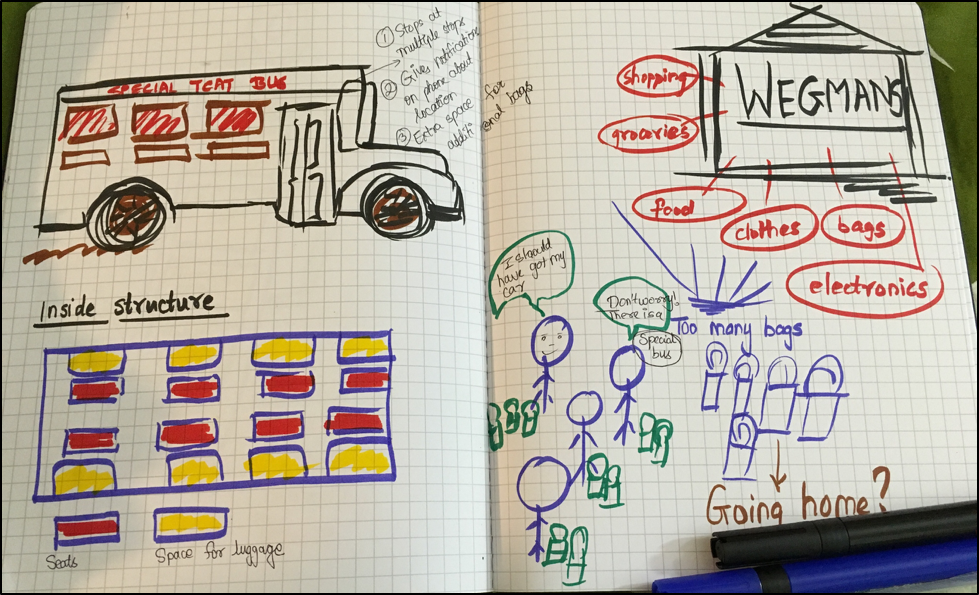 SPECIAL TCAT BUS
① Stops at
multiple stops
② Gives notification
on phone about
location
③ Extra space for
additional bags
Inside structure
Seats
Space for luggage
WEGMANS
shopping
groceries
food
clothes
bags
electronics
I should
have got my
car
Don't worry!
There is a
Special
bus
Too many bags
Going home?